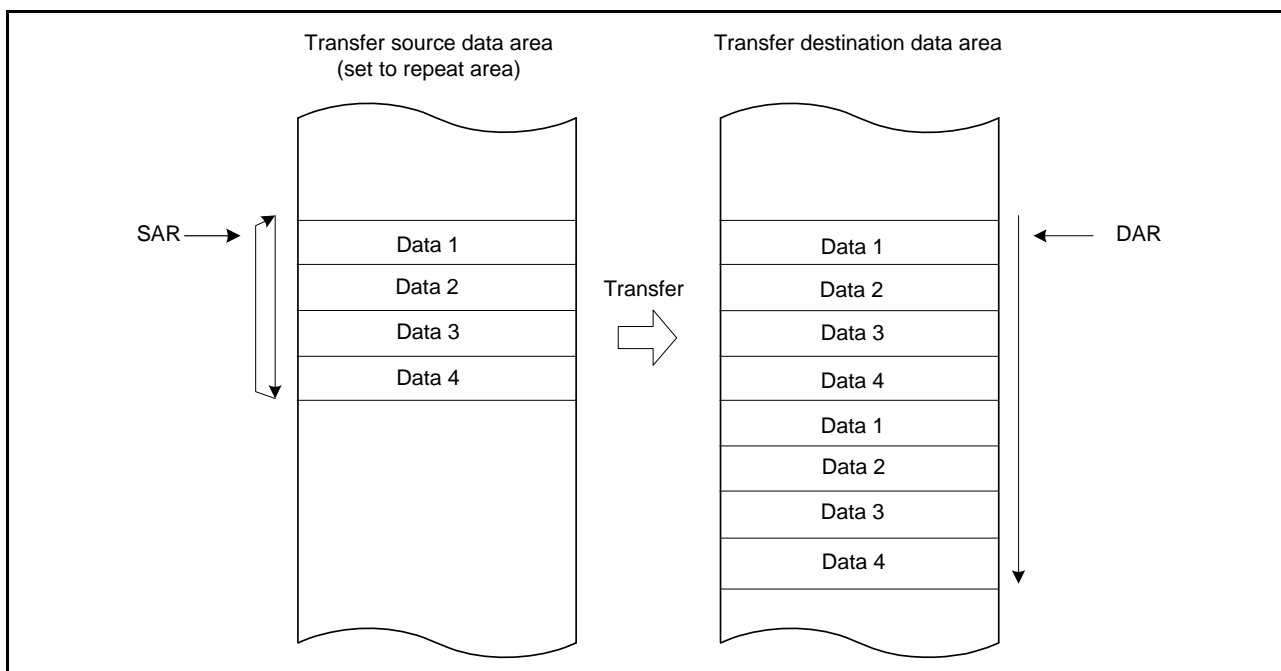 Transfer source data area
(set to repeat area)
Transfer destination data area
SAR
Data 1
Data 2
Data 3
Data 4
Transfer
Data 1
Data 2
Data 3
Data 4
Data 1
Data 2
Data 3
Data 4
DAR